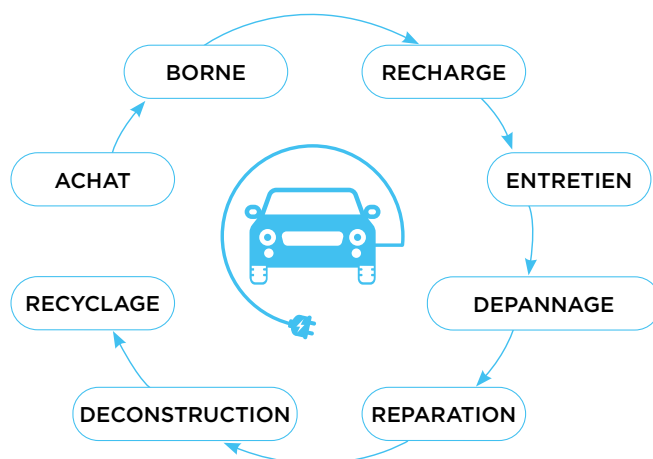 BORNE
RECHARGE
ACHAT
ENTRETIEN
RECYCLAGE
DEPANNAGE
DECONSTRUCTION
REPARATION